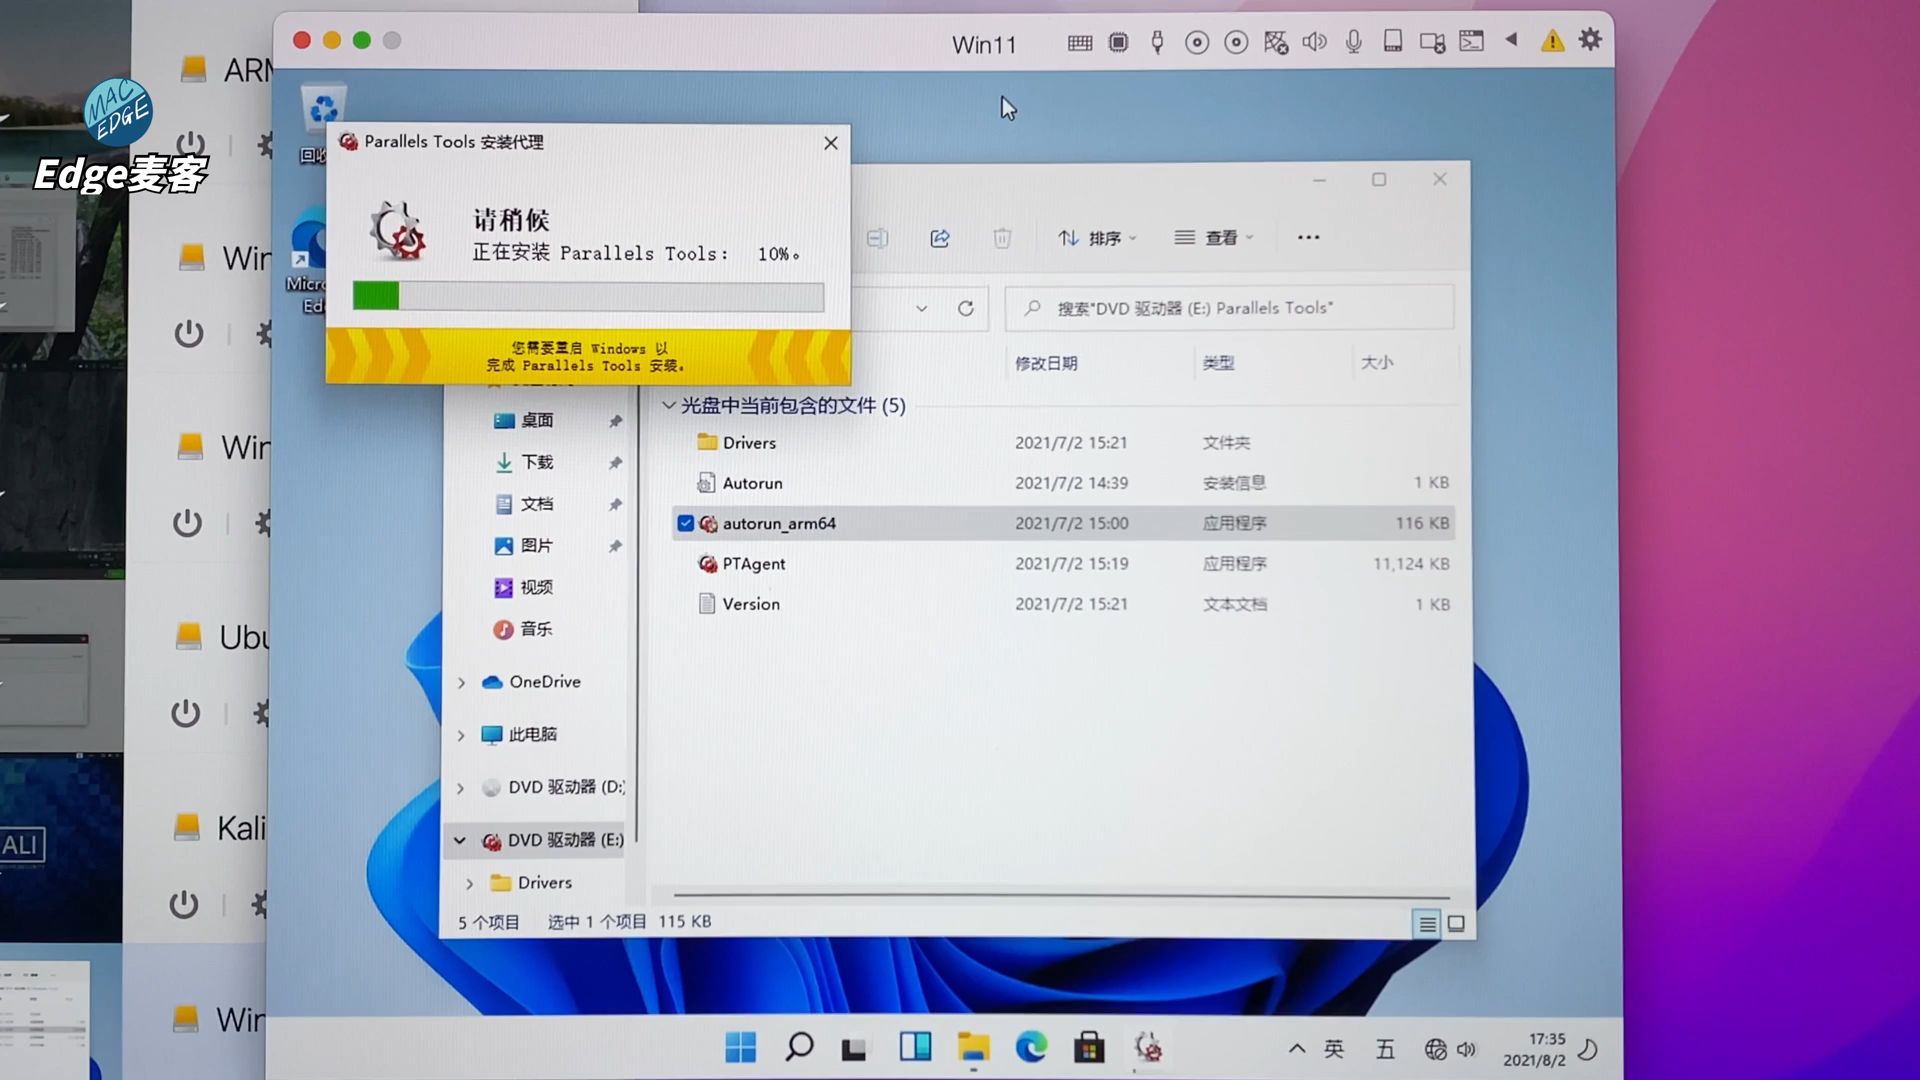 Win11
MAC
EDGE
Edge麦客
ARM
Win
Win
Ubu
Kali
ALI
Win
Parallels Tools 安装代理
请稍候
正在安装 Parallels Tools: 10%。
您需要重启 Windows 以
完成 Parallels Tools 安装。
排序
查看
搜索"DVD 驱动器 (E:) Parallels Tools"
修改日期
类型
大小
光盘中当前包含的文件 (5)
Drivers 2021/7/2 15:21 文件夹
Autorun 2021/7/2 14:39 安装信息 1 KB
autorun_arm64 2021/7/2 15:00 应用程序 116 KB
PTAgent 2021/7/2 15:19 应用程序 11,124 KB
Version 2021/7/2 15:21 文本文档 1 KB
桌面
下载
文档
图片
视频
音乐
OneDrive
此电脑
DVD 驱动器 (D:)
DVD 驱动器 (E:)
Drivers
5 个项目 选中 1 个项目 115 KB
英
五
17:35
2021/8/2